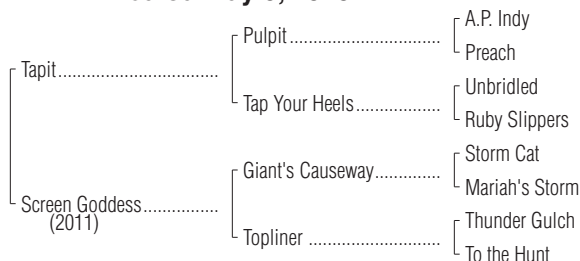 Pulpit
A.P. Indy
Preach
Tapit
Tap Your Heels
Unbridled
Ruby Slippers
Giant's Causeway
Storm Cat
Mariah's Storm
Screen Goddess
(2011)
Topliner
Thunder Gulch
To the Hunt